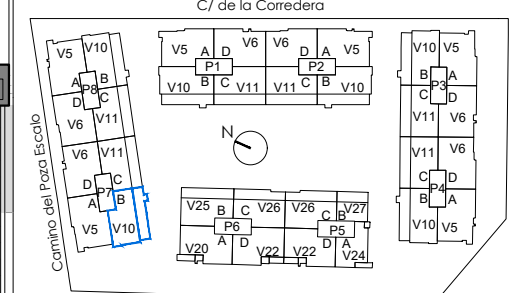 C/ de la Corredera
V5 V10
A B
P8
D C
V6 V11
V6 V11
D C
P7
A B
V5 V10
Camino del Poza Escalo
V5 A D V6 V6 D A V5
P1 P2
V10 B C V11 V11 C B V10
V10 V5
B A
P3
C D
V11 V6
V11 V6
C D
P4
B A
V10 V5
N
V25 B C V26 V26 C B V27
P6 P5
V20 A D V22 V22 D A V24